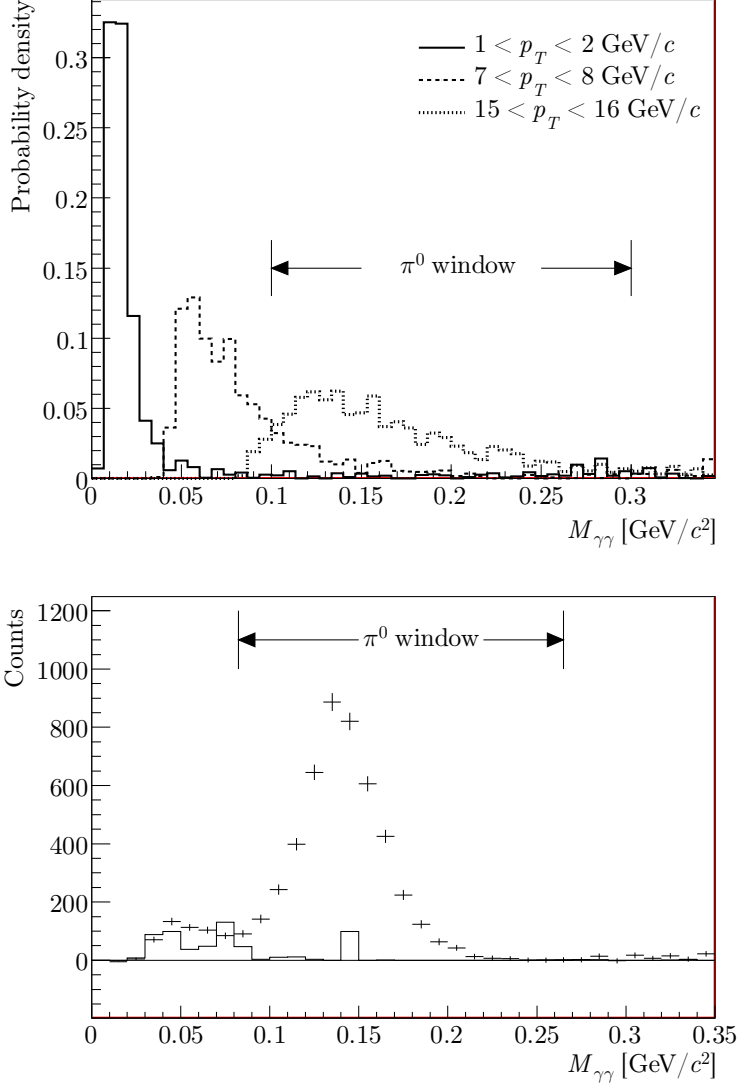 Probability density
0.3
0.25
0.2
0.15
0.1
0.05
0
1 < p_T < 2 GeV/c
7 < p_T < 8 GeV/c
15 < p_T < 16 GeV/c
π⁰ window
0 0.05 0.1 0.15 0.2 0.25 0.3
M_γγ [GeV/c²]
Counts
1200
1000
800
600
400
200
0
π⁰ window
0 0.05 0.1 0.15 0.2 0.25 0.3 0.35
M_γγ [GeV/c²]